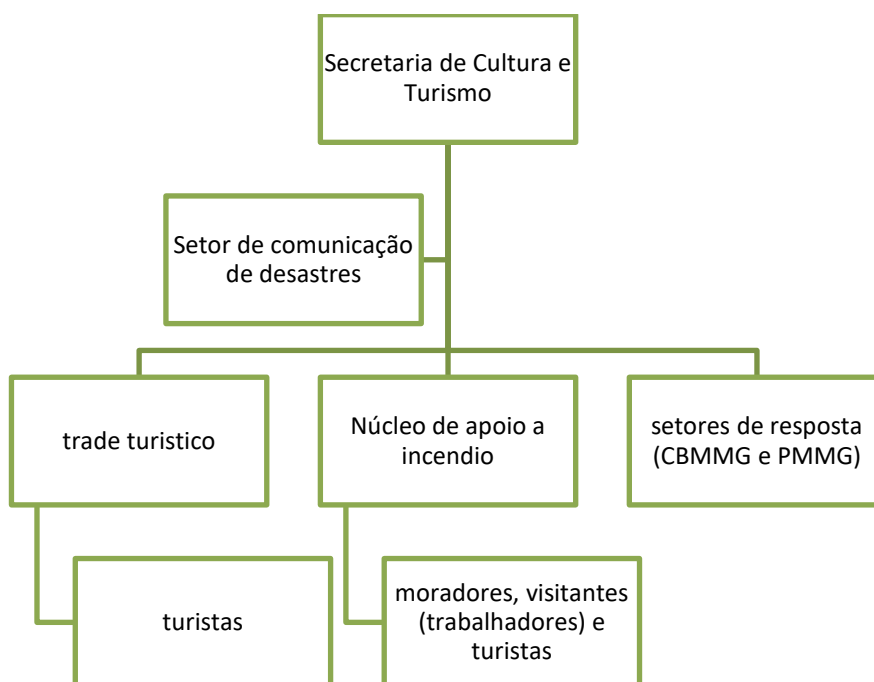 Secretaria de Cultura e
Turismo
Setor de comunicação
de desastres
trade turistico
Núcleo de apoio a
incendio
setores de resposta
(CBMMG e PMMG)
turistas
moradores, visitantes
(trabalhadores) e
turistas